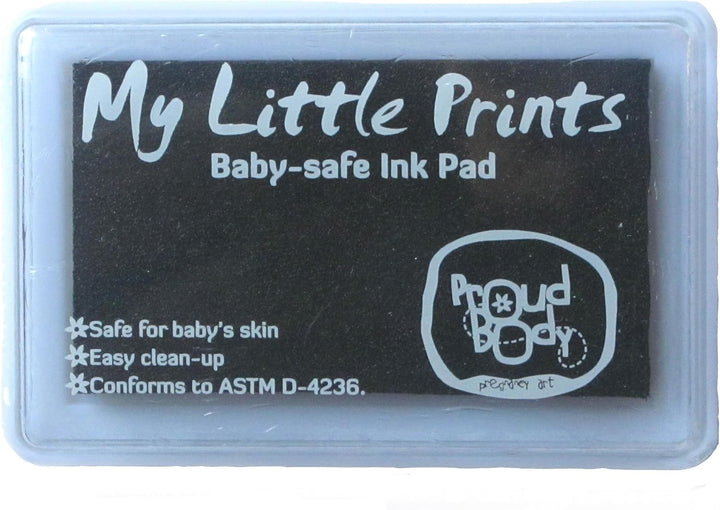 My Little Prints
Baby-safe Ink Pad
Proud
Body
pregnancy art
Safe for baby's skin
Easy clean-up
Conforms to ASTM D-4236.